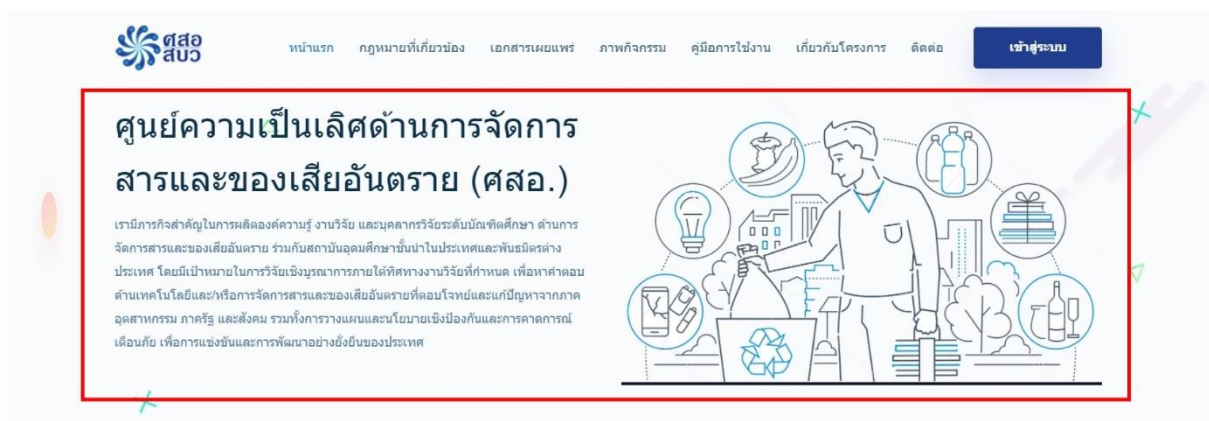 ศสอ
สบว
หน้าแรก กฎหมายที่เกี่ยวข้อง เอกสารเผยแพร่ ภาพกิจกรรม คู่มือการใช้งาน เกี่ยวกับโครงการ ติดต่อ เข้าสู่ระบบ
ศูนย์ความเป็นเลิศด้านการจัดการ
สารและของเสียอันตราย (ศสอ.)
เรามีภารกิจสำคัญในการผลิตองค์ความรู้ งานวิจัย และบุคลากรวิจัยระดับบัณฑิตศึกษา ด้านการ
จัดการสารและของเสียอันตราย ร่วมกับสถาบันอุดมศึกษาชั้นนำในประเทศและพันธมิตรต่าง
ประเทศ โดยมีเป้าหมายในการวิจัยเชิงบูรณาการภายใต้ทิศทางงานวิจัยที่กำหนด เพื่อหาคำตอบ
ด้านเทคโนโลยีและ/หรือการจัดการสารและของเสียอันตรายที่ตอบโจทย์และแก้ปัญหาจากภาค
อุตสาหกรรม ภาครัฐ และสังคม รวมทั้งการวางแผนและนโยบายเชิงป้องกันและการคาดการณ์
เตือนภัย เพื่อการแข่งขันและการพัฒนาอย่างยั่งยืนของประเทศ